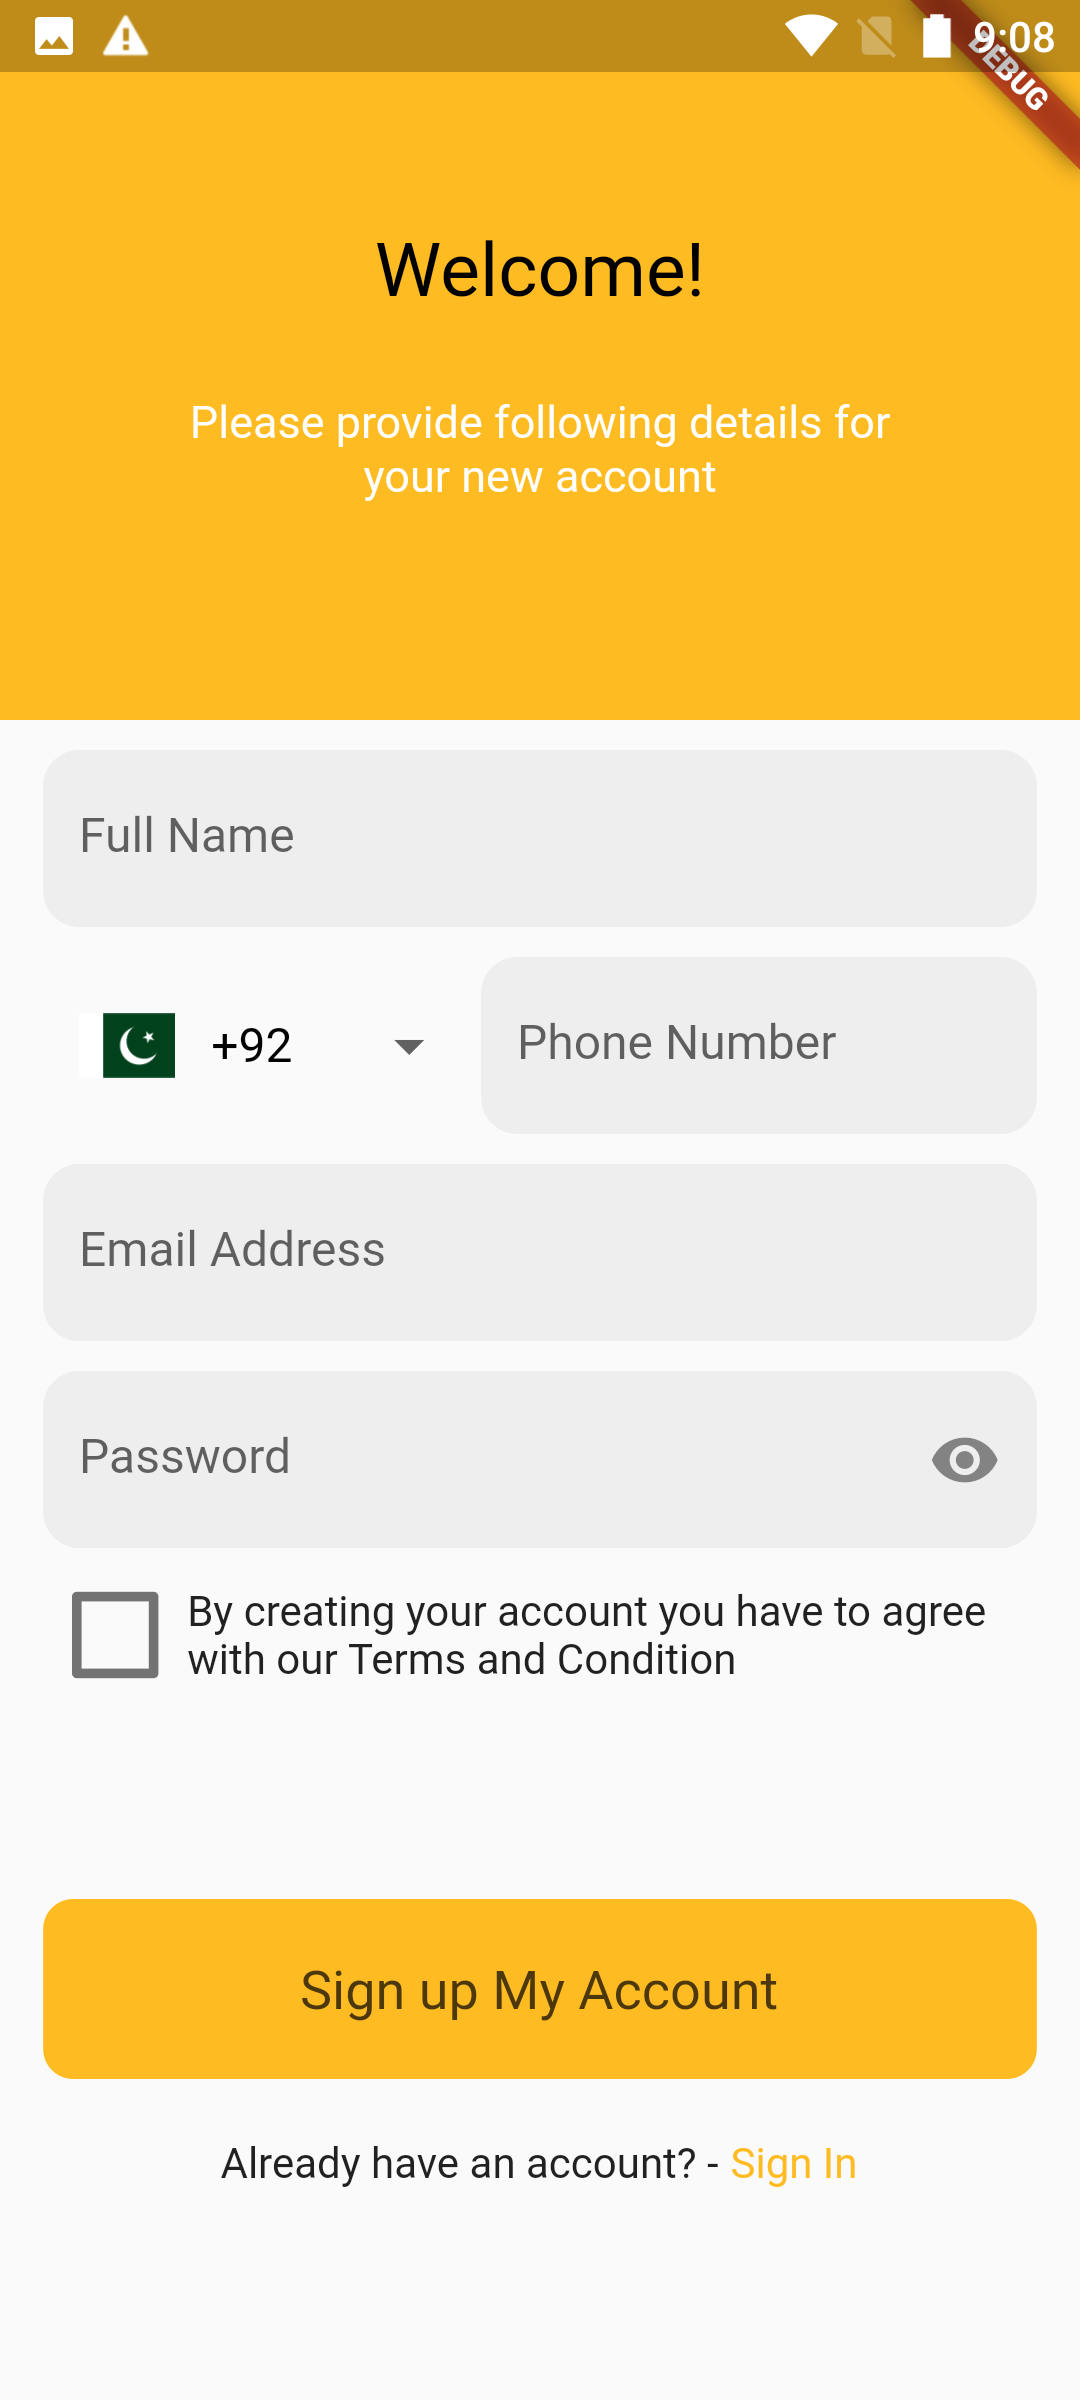 9:08
DEBUG
Welcome!
Please provide following details for
your new account
Full Name
+92
Phone Number
Email Address
Password
By creating your account you have to agree
with our Terms and Condition
Sign up My Account
Already have an account? - Sign In